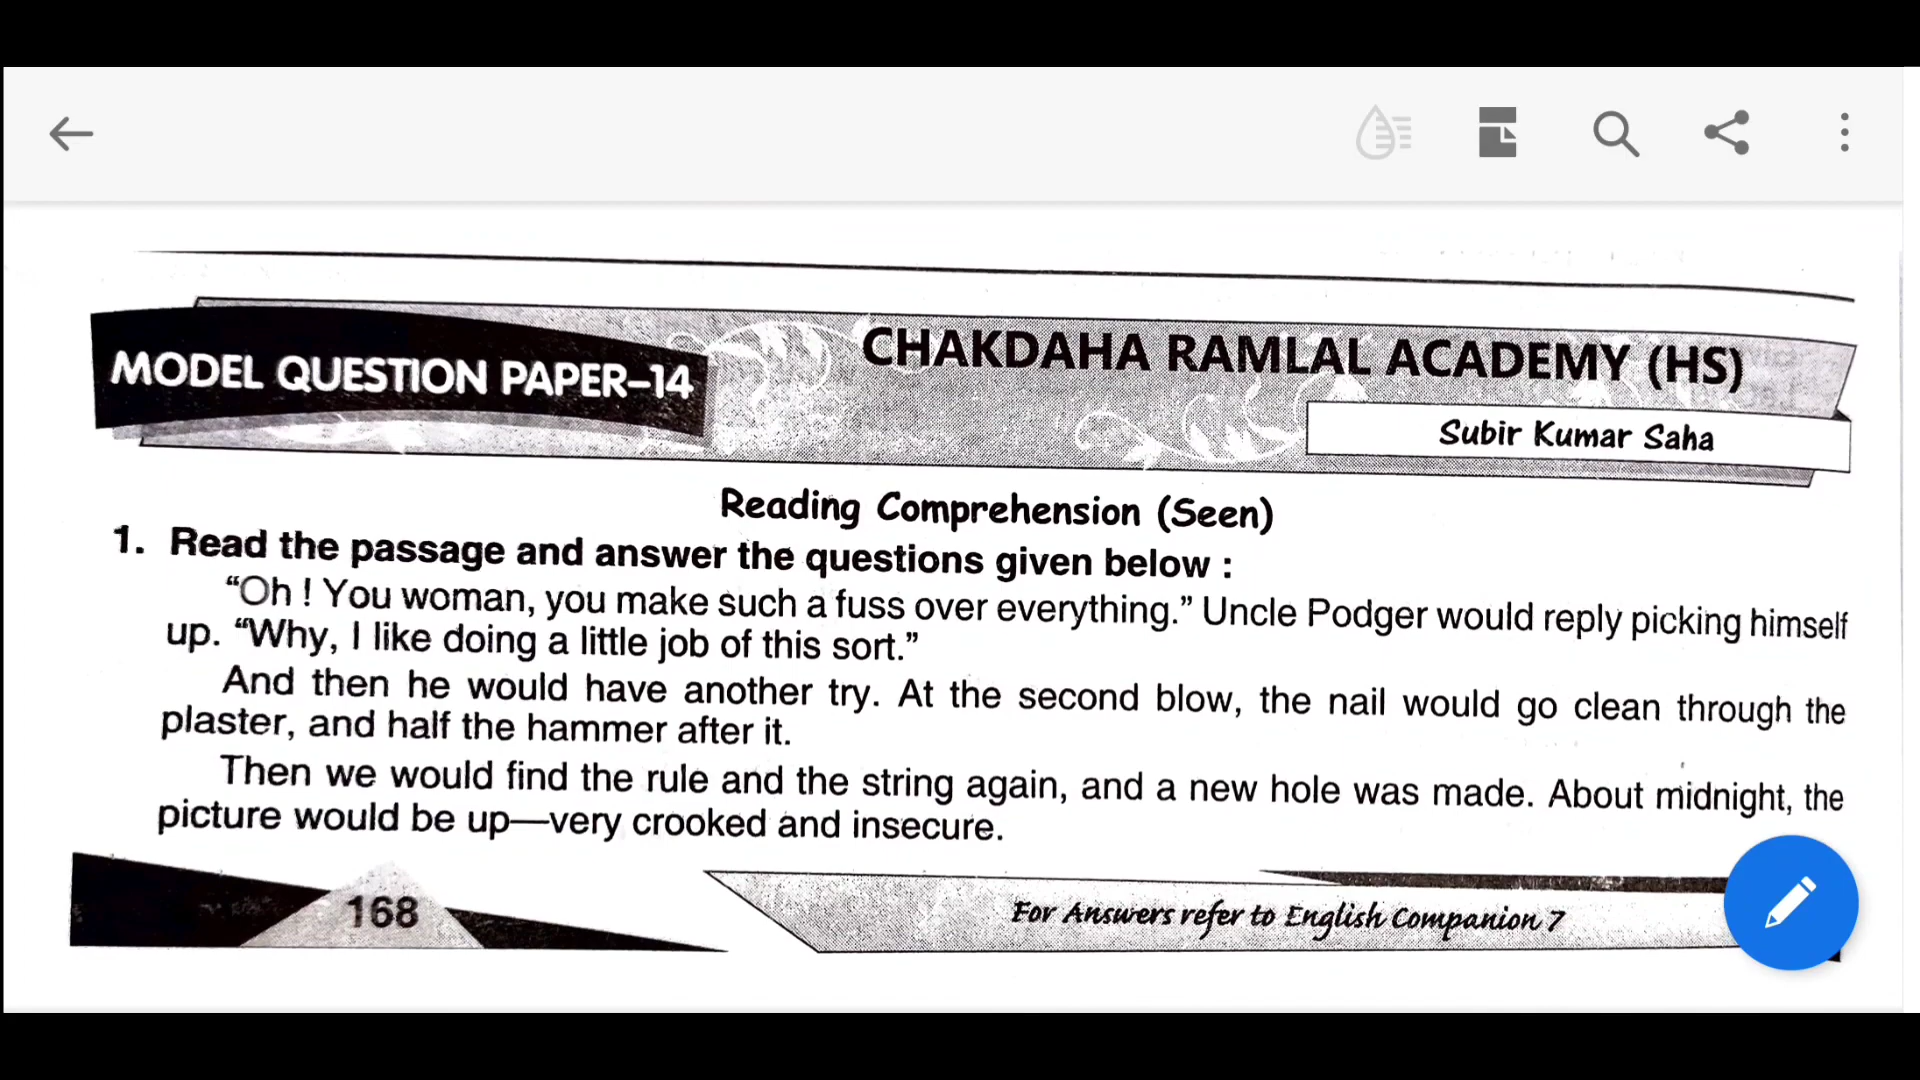 MODEL QUESTION PAPER–14
CHAKDAHA RAMLAL ACADEMY (HS)
Subir Kumar Saha
Reading Comprehension (Seen)
1. Read the passage and answer the questions given below :
“Oh ! You woman, you make such a fuss over everything.” Uncle Podger would reply picking himself
up. “Why, I like doing a little job of this sort.”
And then he would have another try. At the second blow, the nail would go clean through the
plaster, and half the hammer after it.
Then we would find the rule and the string again, and a new hole was made. About midnight, the
picture would be up—very crooked and insecure.
168
For Answers refer to English Companion 7